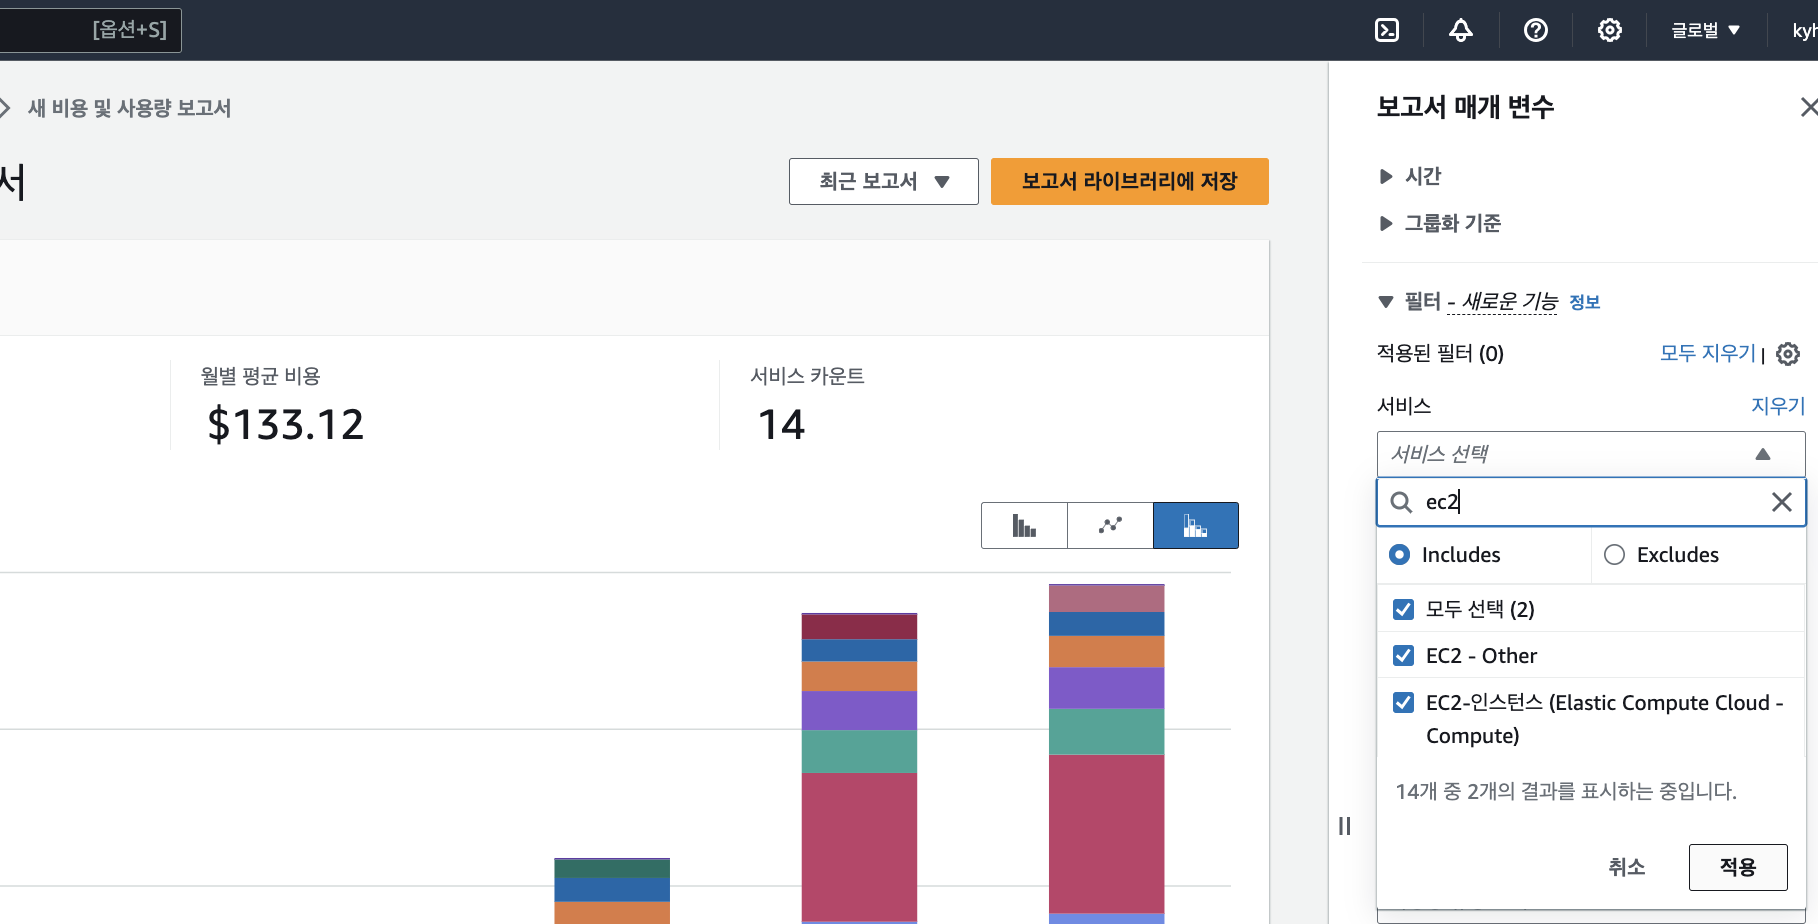 [옵션+S]
글로벌
새 비용 및 사용량 보고서
서
최근 보고서
보고서 라이브러리에 저장
월별 평균 비용
$133.12
서비스 카운트
14
보고서 매개 변수
시간
그룹화 기준
필터 - 새로운 기능 정보
적용된 필터 (0)
모두 지우기 |
서비스
지우기
서비스 선택
ec2
Includes
Excludes
모두 선택 (2)
EC2 - Other
EC2-인스턴스 (Elastic Compute Cloud -
Compute)
14개 중 2개의 결과를 표시하는 중입니다.
취소
적용